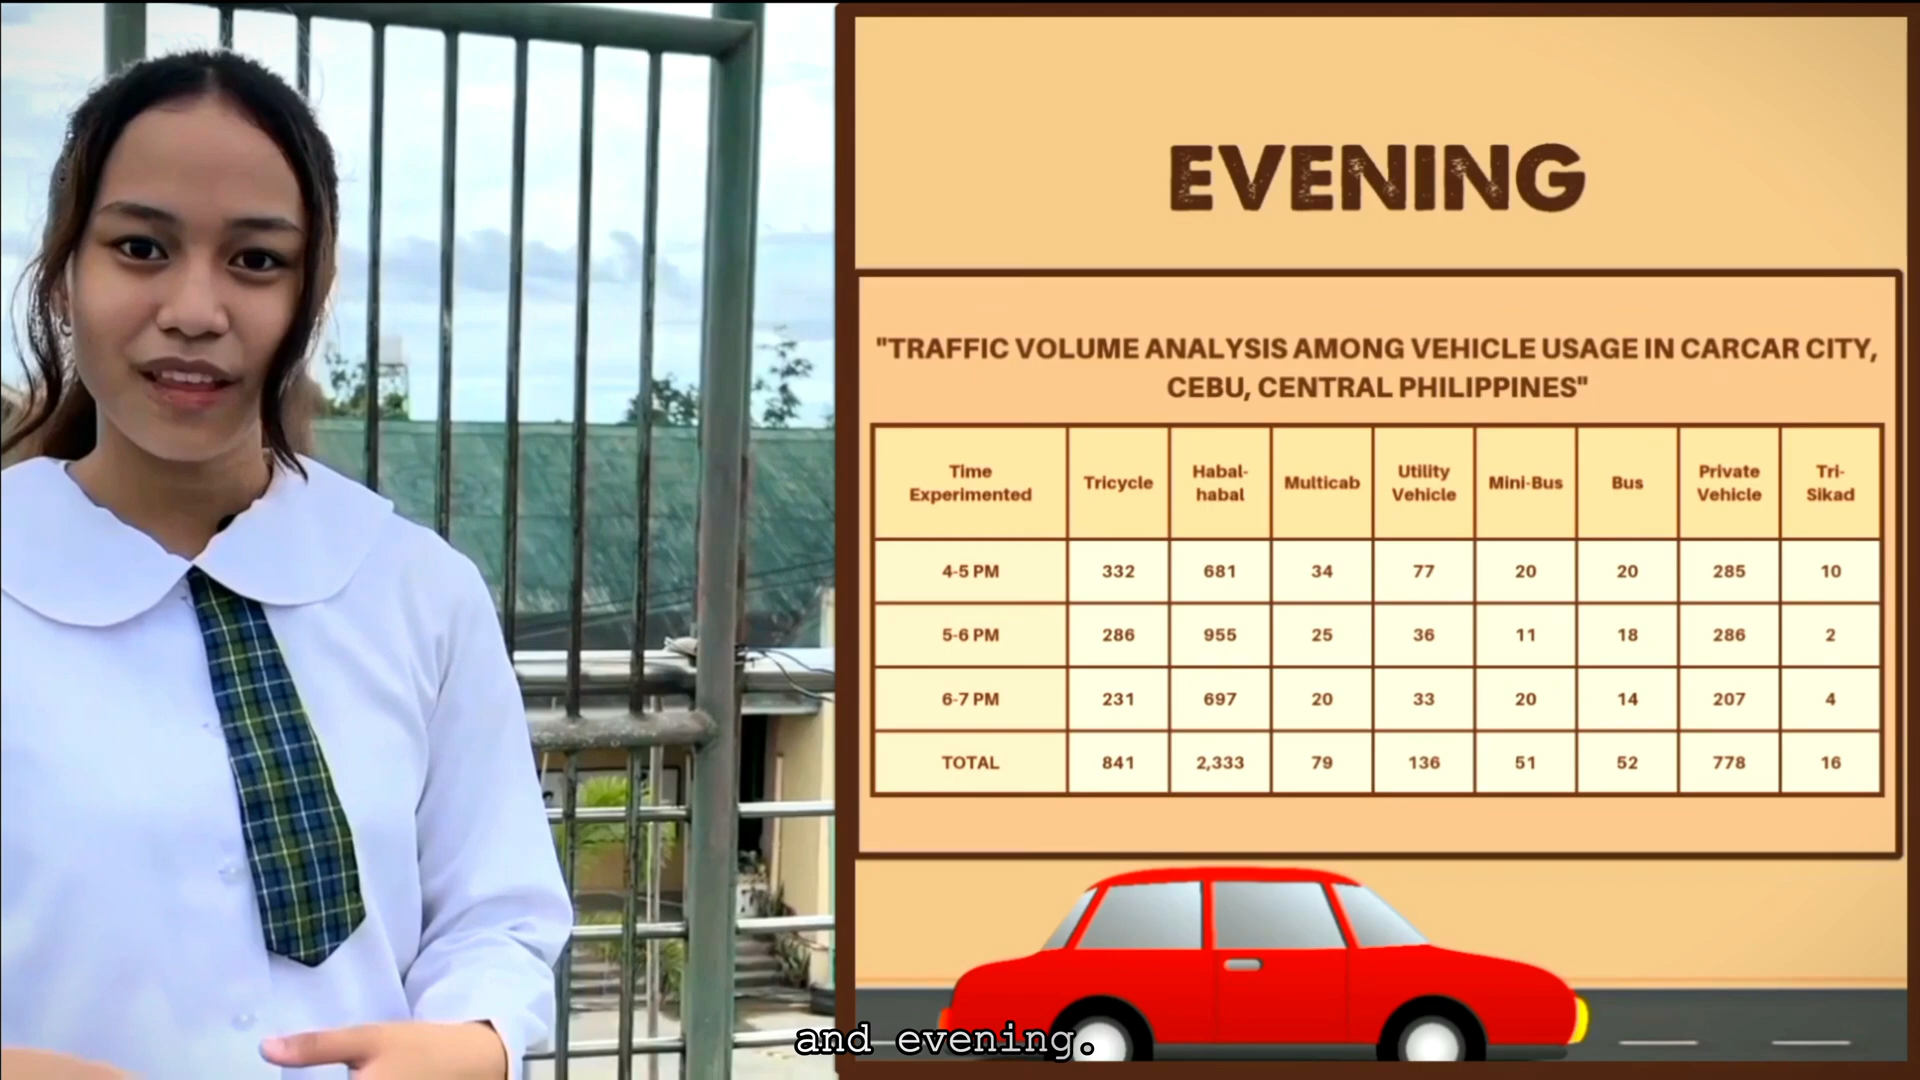 EVENING
"TRAFFIC VOLUME ANALYSIS AMONG VEHICLE USAGE IN CARCAR CITY,
CEBU, CENTRAL PHILIPPINES"
Time Experimented Tricycle Habal-habal Multicab Utility Vehicle Mini-Bus Bus Private Vehicle Tri-Sikad
4-5 PM 332 681 34 77 20 20 285 10
5-6 PM 286 955 25 36 11 18 286 2
6-7 PM 231 697 20 33 20 14 207 4
TOTAL 841 2,333 79 136 51 52 778 16
and evening.